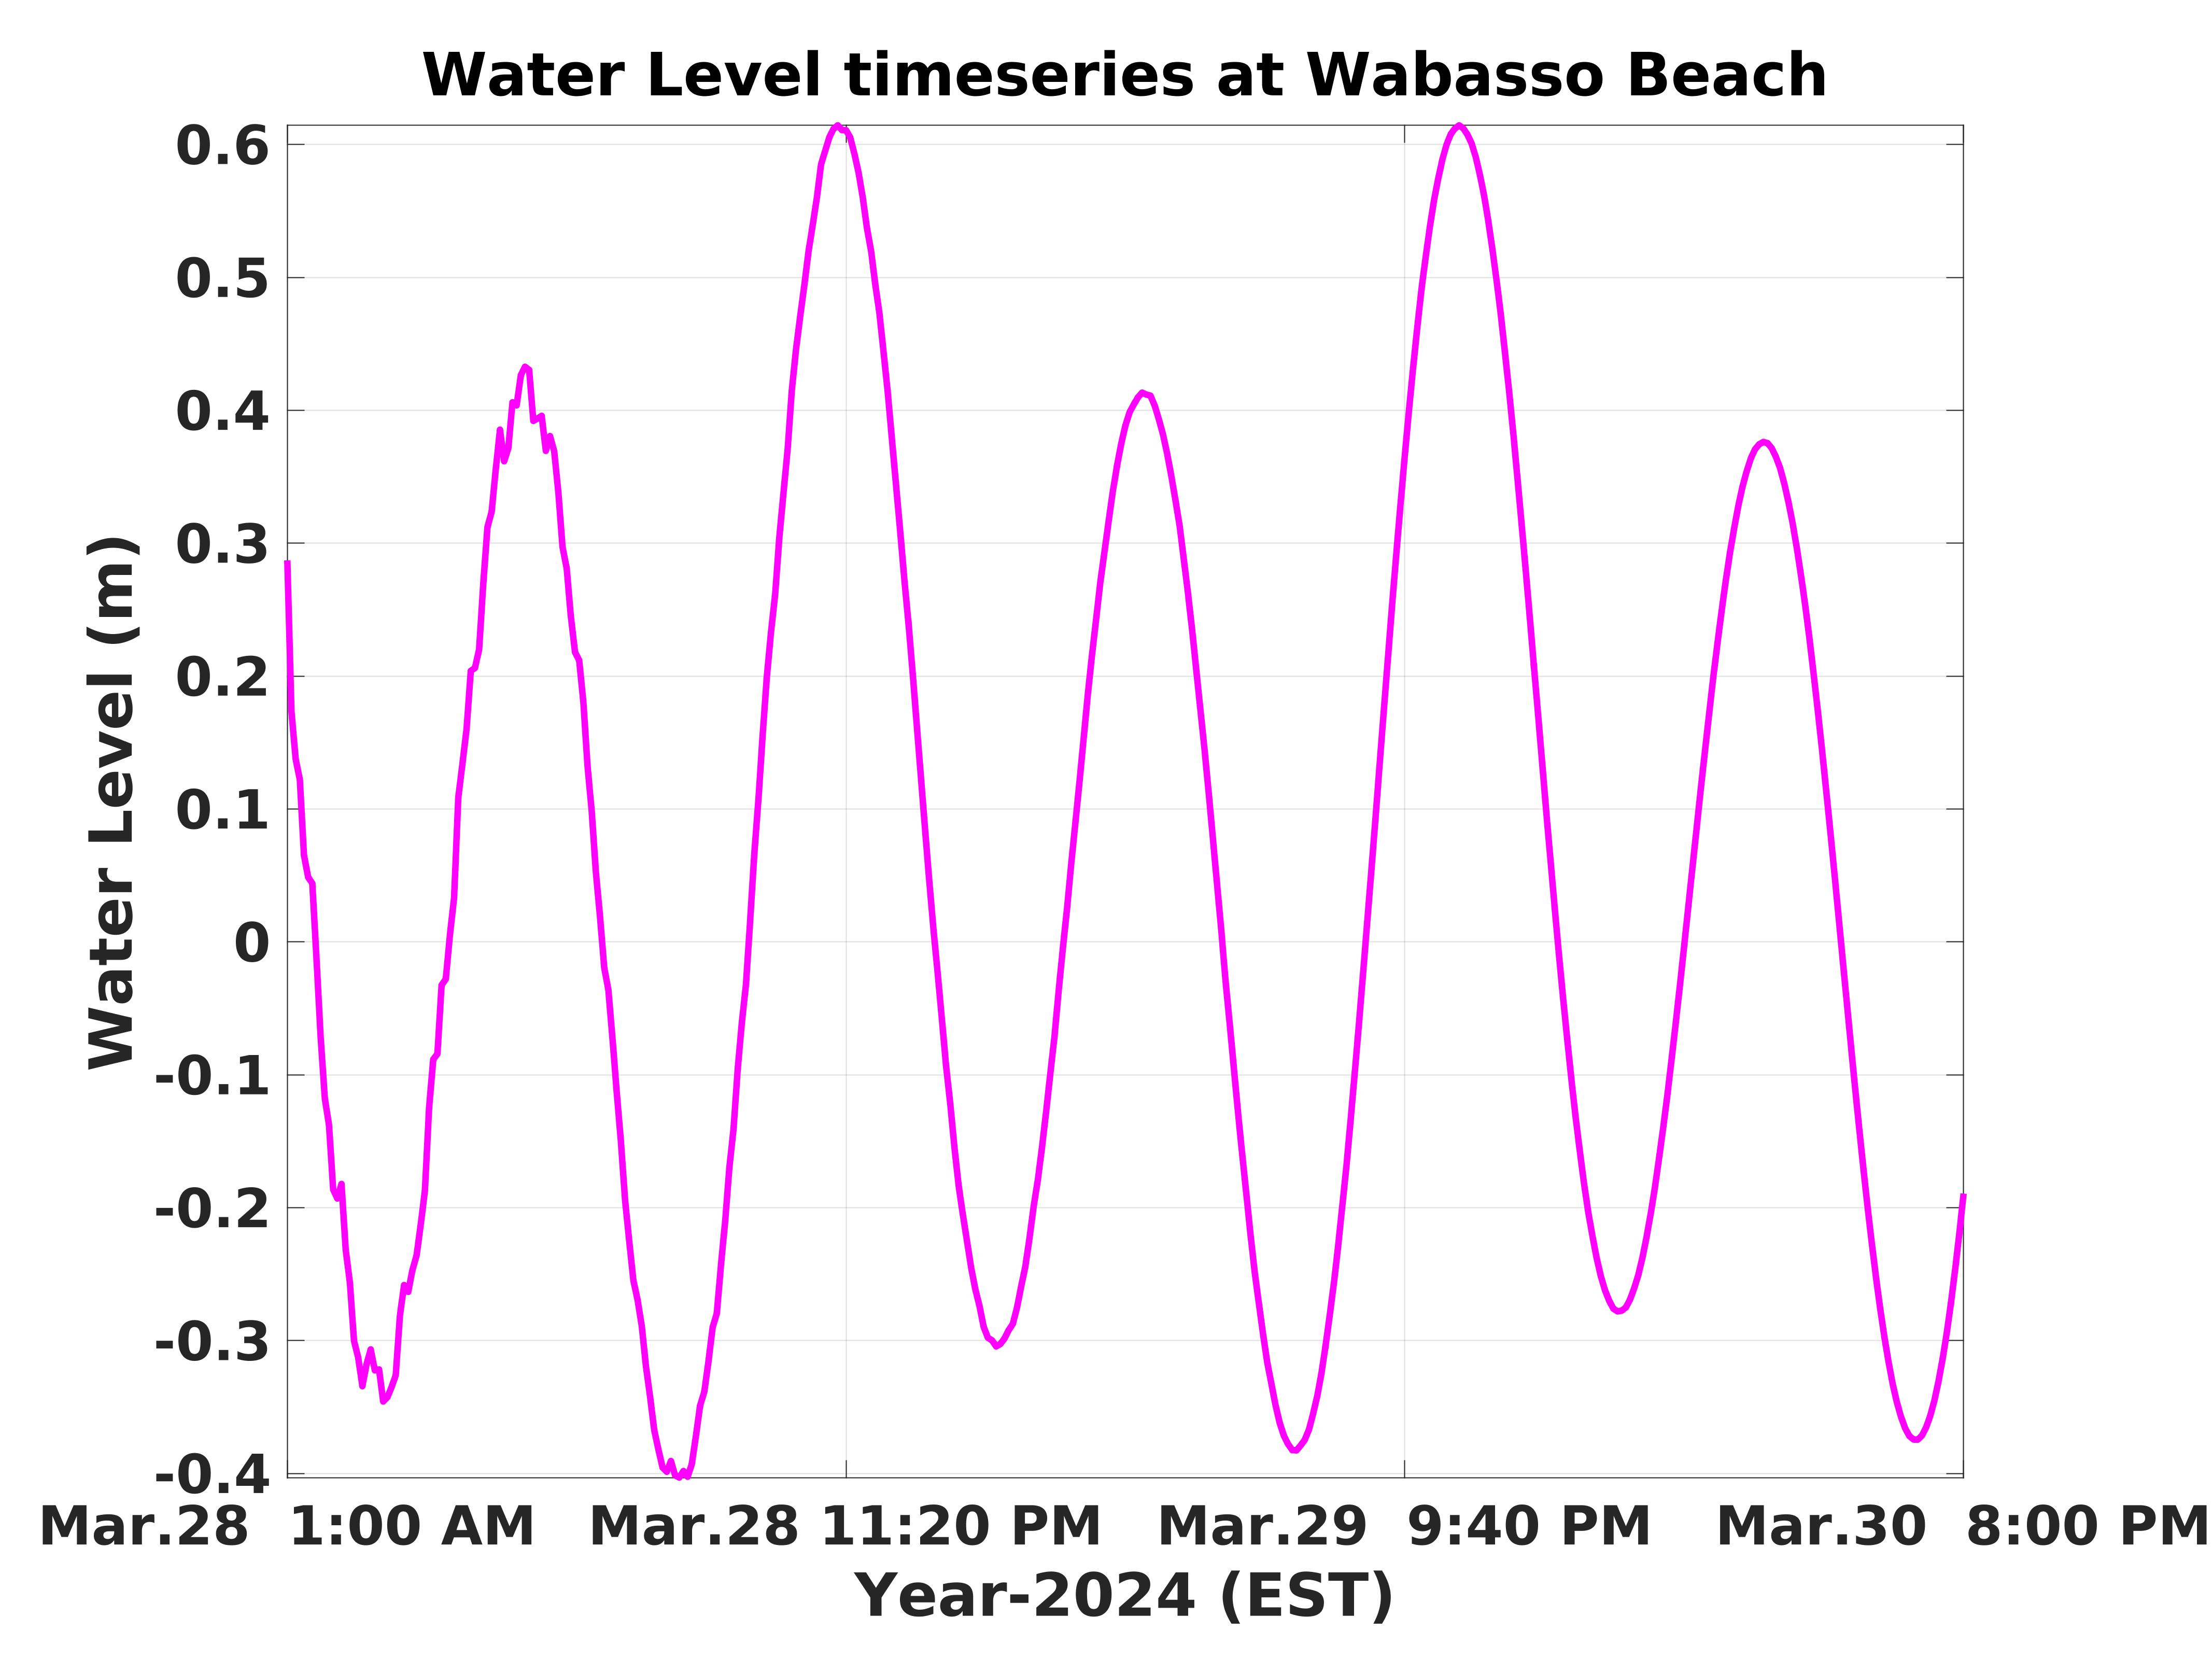 Water Level timeseries at Wabasso Beach
0.6
0.5
0.4
0.3
0.2
0.1
0
-0.1
-0.2
-0.3
-0.4
Water Level (m)
Mar.28 1:00 AM Mar.28 11:20 PM Mar.29 9:40 PM Mar.30 8:00 PM
Year-2024 (EST)